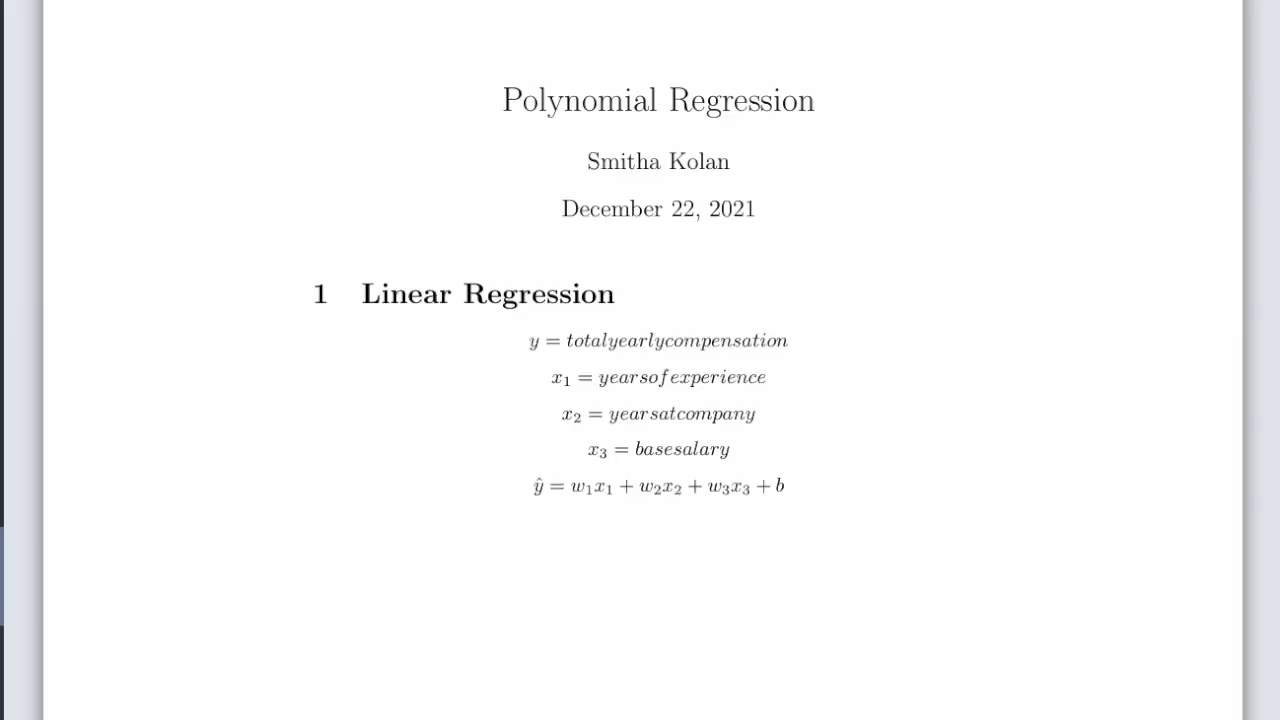 Polynomial Regression
Smitha Kolan
December 22, 2021
1 Linear Regression
y = totalyearlycompensation
x₁ = yearsofexperience
x₂ = yearsatcompany
x₃ = basesalary
ŷ = w₁x₁ + w₂x₂ + w₃x₃ + b